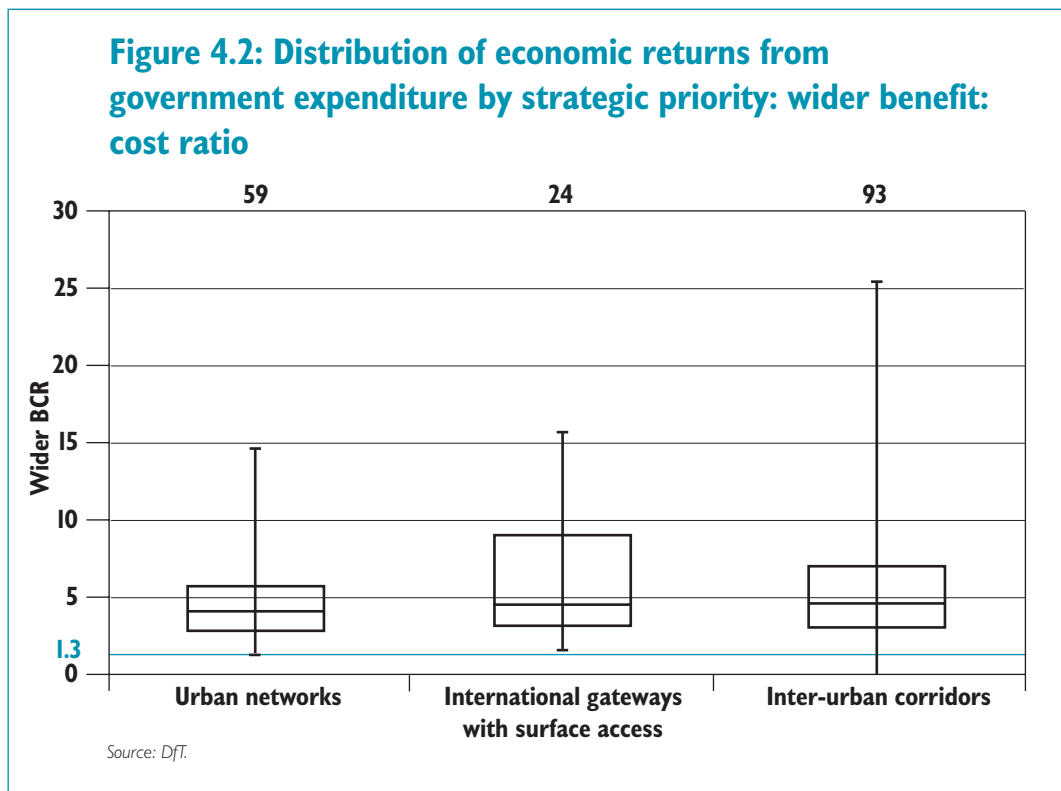 Figure 4.2: Distribution of economic returns from
government expenditure by strategic priority: wider benefit:
cost ratio
59 24 93
30
25
20
15
10
5
1.3
0
Wider BCR
Urban networks International gateways Inter-urban corridors
with surface access
Source: DfT.